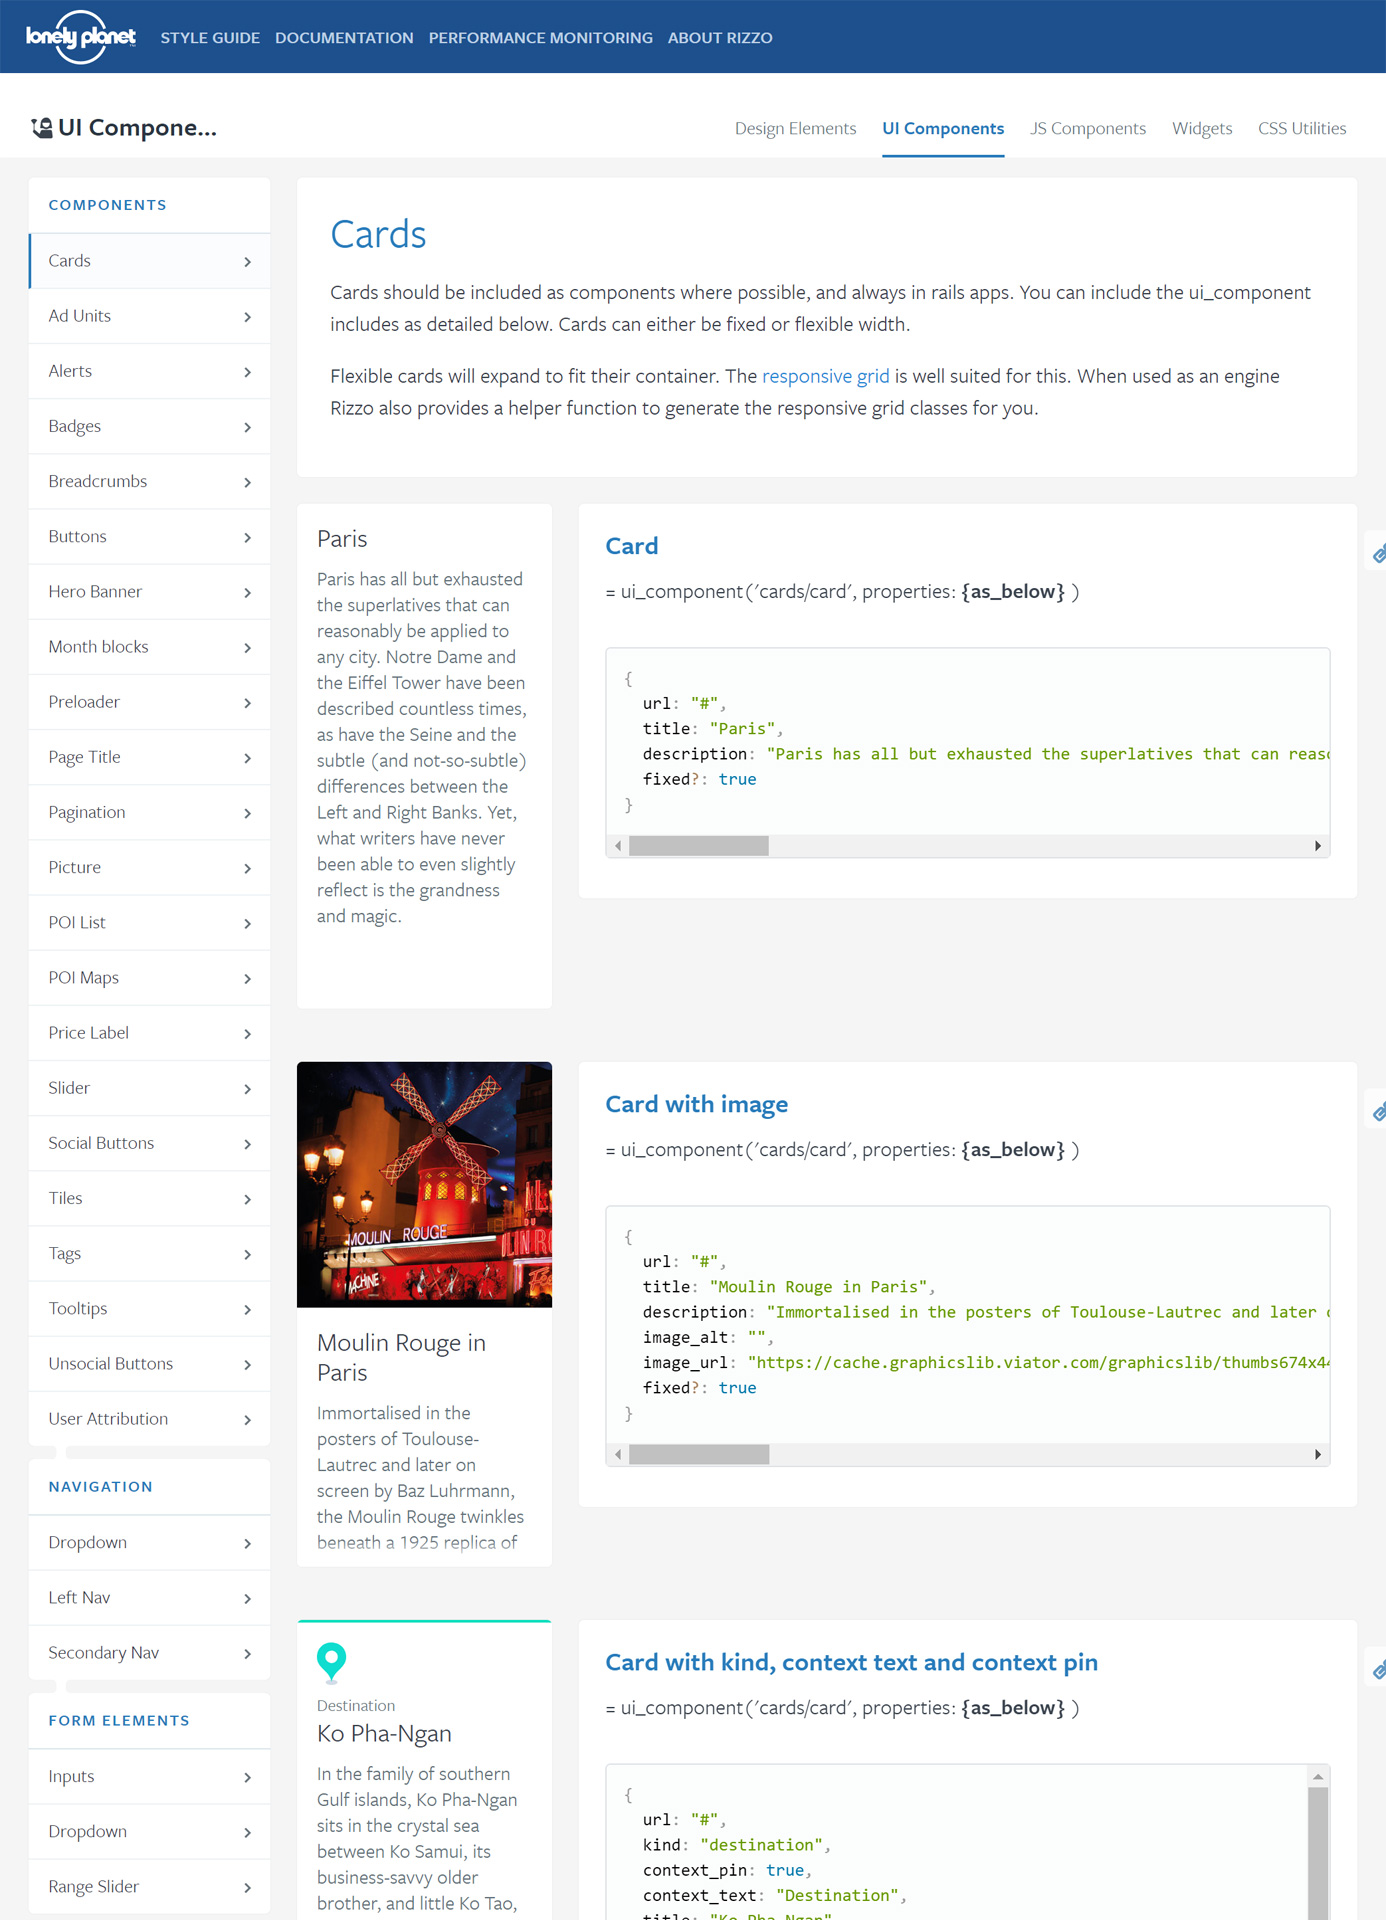 lonely planet
STYLE GUIDE DOCUMENTATION PERFORMANCE MONITORING ABOUT RIZZO
UI Compone...
Design Elements UI Components JS Components Widgets CSS Utilities
COMPONENTS
Cards
Ad Units
Alerts
Badges
Breadcrumbs
Buttons
Hero Banner
Month blocks
Preloader
Page Title
Pagination
Picture
POI List
POI Maps
Price Label
Slider
Social Buttons
Tiles
Tags
Tooltips
Unsocial Buttons
User Attribution
NAVIGATION
Dropdown
Left Nav
Secondary Nav
FORM ELEMENTS
Inputs
Dropdown
Range Slider
Cards
Cards should be included as components where possible, and always in rails apps. You can include the ui_component
includes as detailed below. Cards can either be fixed or flexible width.
Flexible cards will expand to fit their container. The responsive grid is well suited for this. When used as an engine
Rizzo also provides a helper function to generate the responsive grid classes for you.
Paris
Paris has all but exhausted
the superlatives that can
reasonably be applied to
any city. Notre Dame and
the Eiffel Tower have been
described countless times,
as have the Seine and the
subtle (and not-so-subtle)
differences between the
Left and Right Banks. Yet,
what writers have never
been able to even slightly
reflect is the grandness
and magic.
Card
= ui_component('cards/card', properties: {as_below} )
{
url: "#",
title: "Paris",
description: "Paris has all but exhausted the superlatives that can reaso
fixed?: true
}
MOULIN ROUGE
MACHINE
Moulin Rouge in
Paris
Immortalised in the
posters of Toulouse-
Lautrec and later on
screen by Baz Luhrmann,
the Moulin Rouge twinkles
beneath a 1925 replica of
Card with image
= ui_component('cards/card', properties: {as_below} )
{
url: "#",
title: "Moulin Rouge in Paris",
description: "Immortalised in the posters of Toulouse-Lautrec and later o
image_alt: "",
image_url: "https://cache.graphicslib.viator.com/graphicslib/thumbs674x44
fixed?: true
}
Destination
Ko Pha-Ngan
In the family of southern
Gulf islands, Ko Pha-Ngan
sits in the crystal sea
between Ko Samui, its
business-savvy older
brother, and little Ko Tao,
Card with kind, context text and context pin
= ui_component('cards/card', properties: {as_below} )
{
url: "#",
kind: "destination",
context_pin: true,
context_text: "Destination",
title: "Ko Pha-Ngan"